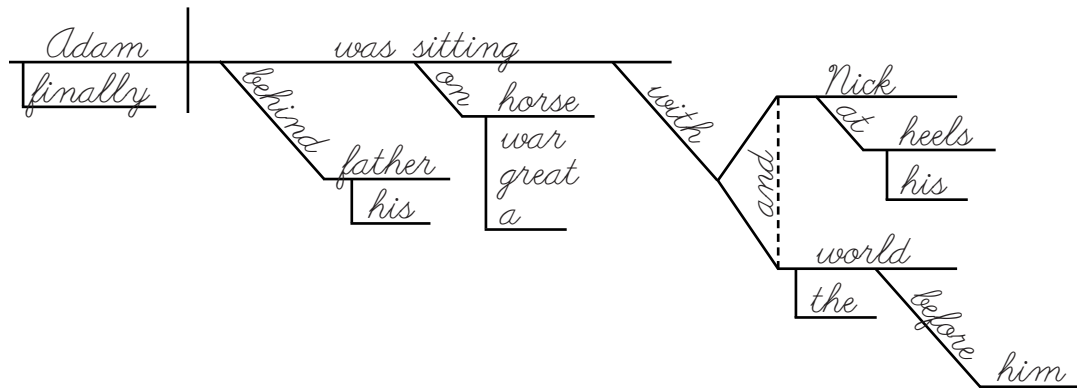 Adam was sitting
finally
behind father
his
on horse
war
great
a
with
and
Nick
at heels
his
world
the
before him